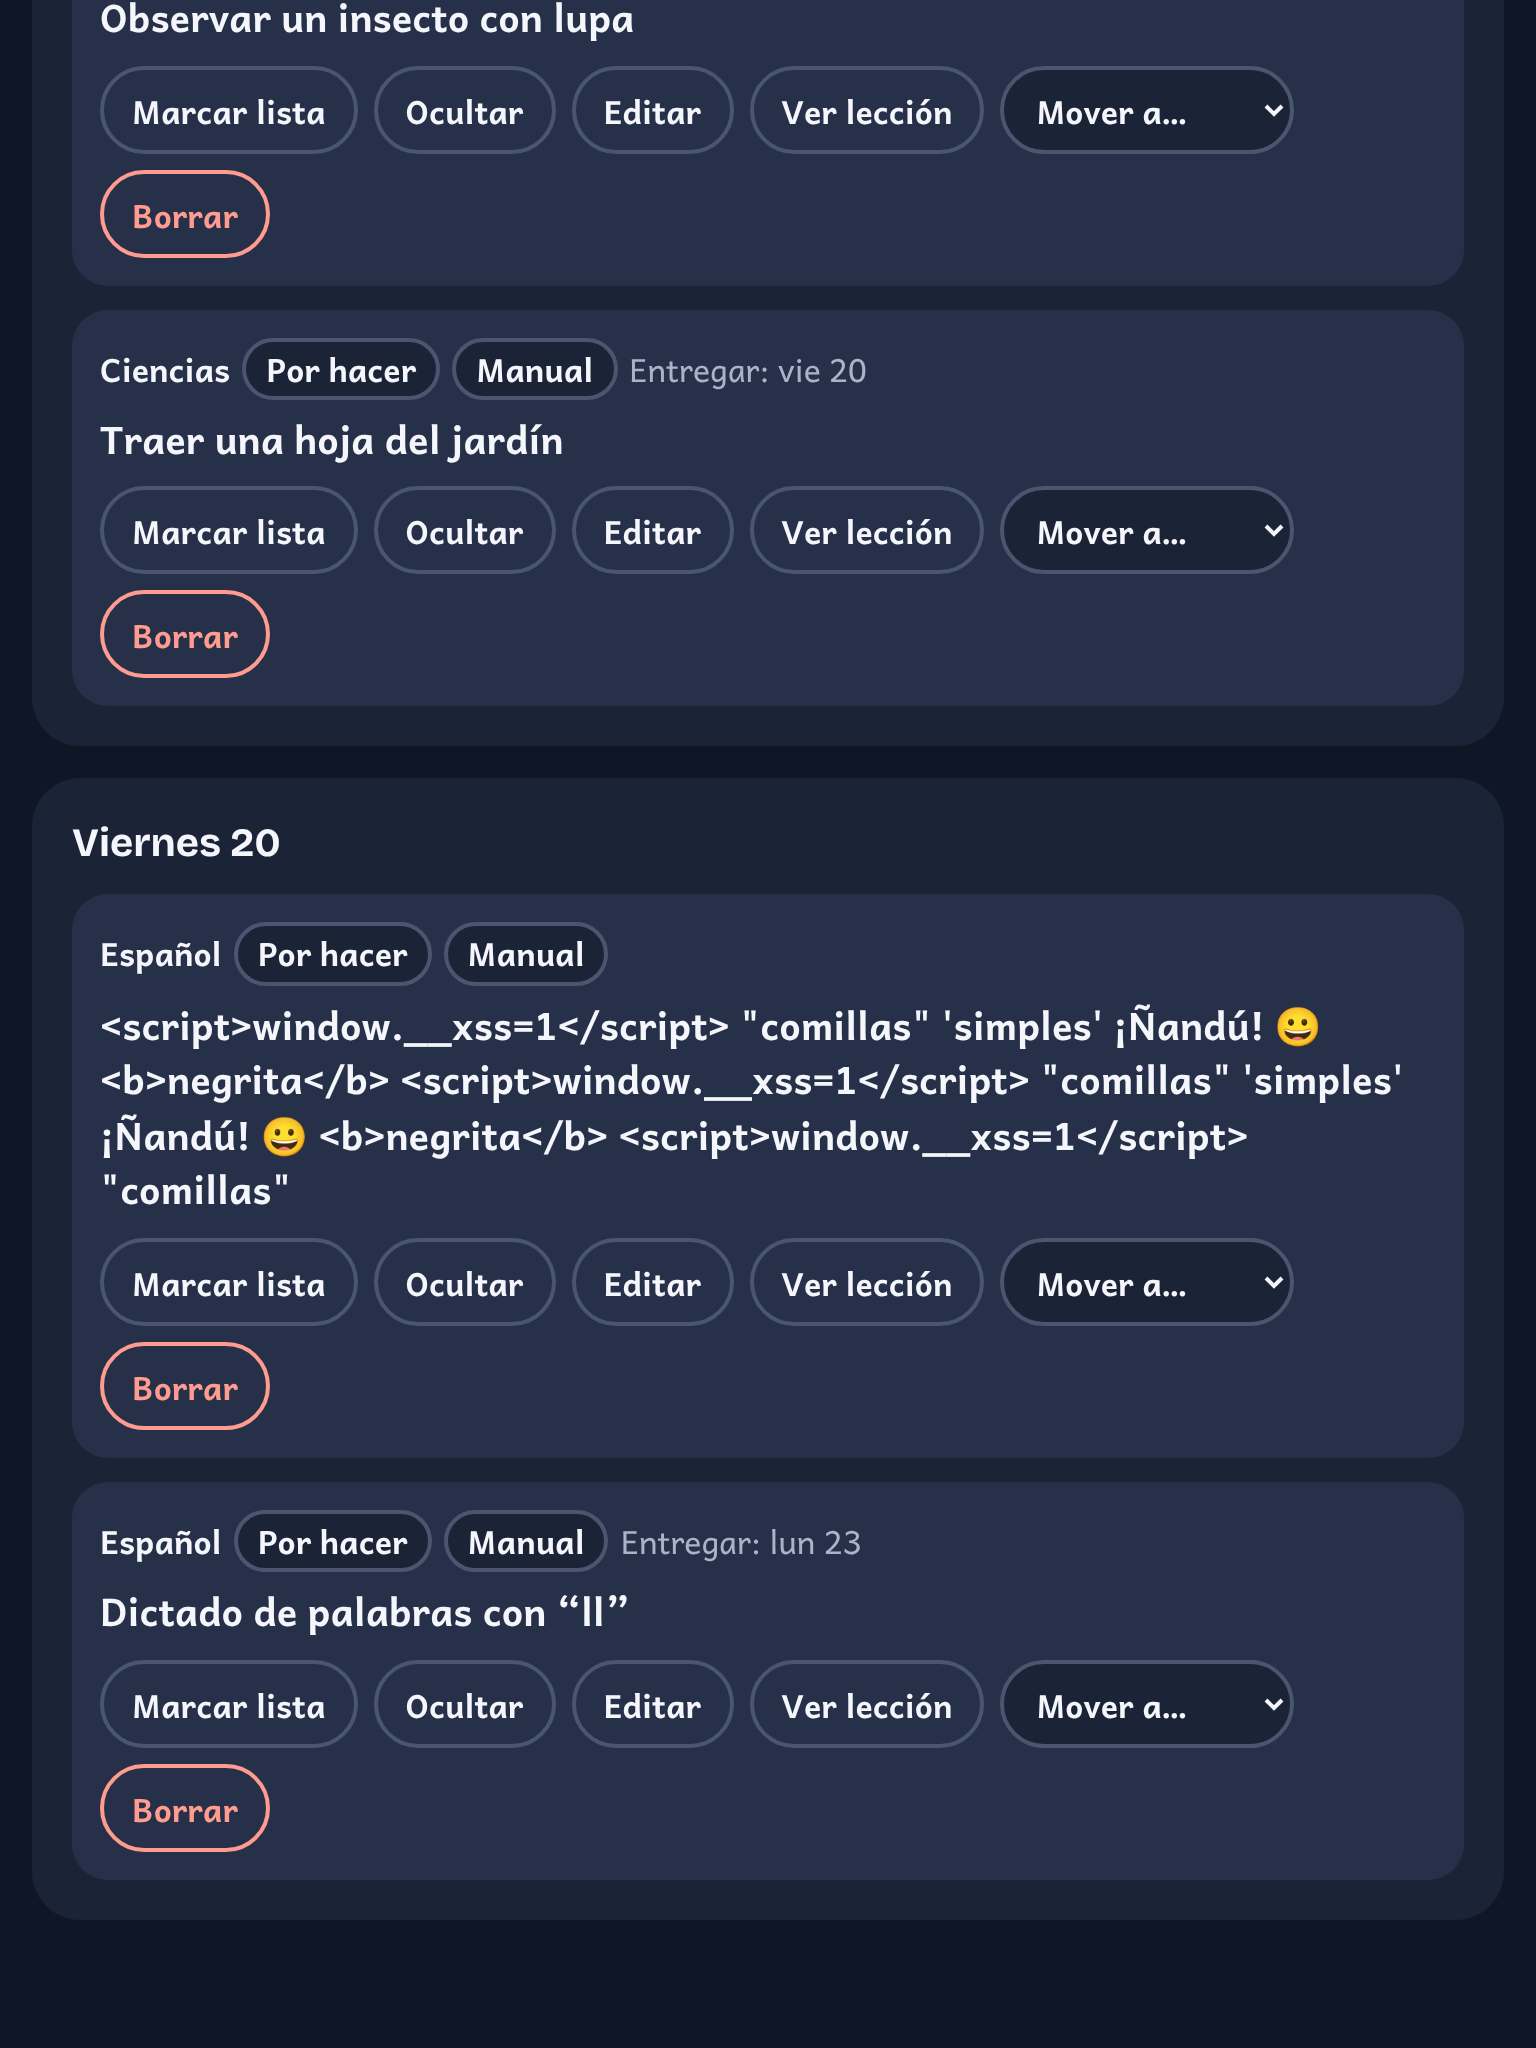 Observar un insecto con lupa
Marcar lista Ocultar Editar Ver lección Mover a...
Borrar
Ciencias Por hacer Manual Entregar: vie 20
Traer una hoja del jardín
Marcar lista Ocultar Editar Ver lección Mover a...
Borrar
Viernes 20
Español Por hacer Manual
<script>window.__xss=1</script> "comillas" 'simples' ¡Ñandú! 😀
<b>negrita</b> <script>window.__xss=1</script> "comillas" 'simples'
¡Ñandú! 😀 <b>negrita</b> <script>window.__xss=1</script>
"comillas"
Marcar lista Ocultar Editar Ver lección Mover a...
Borrar
Español Por hacer Manual Entregar: lun 23
Dictado de palabras con “ll”
Marcar lista Ocultar Editar Ver lección Mover a...
Borrar